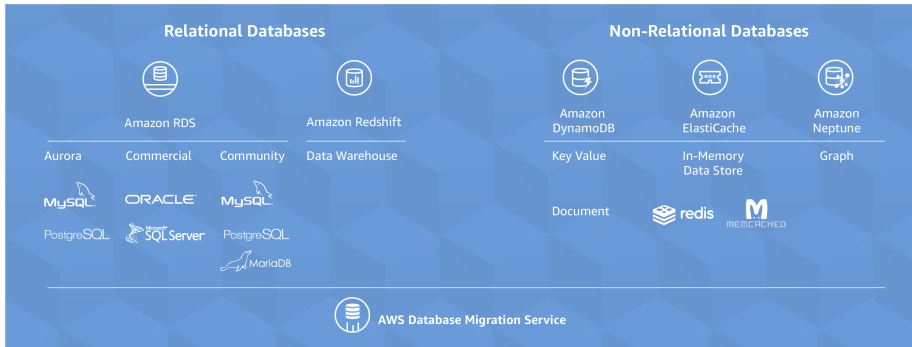 Relational Databases
Non-Relational Databases
Amazon RDS
Amazon Redshift
Amazon
DynamoDB
Amazon
ElastiCache
Amazon
Neptune
Aurora
Commercial
Community
Data Warehouse
Key Value
In-Memory
Data Store
Graph
MySQL
ORACLE
MySQL
PostgreSQL
Microsoft
SQL Server
PostgreSQL
MariaDB
Document
redis
MEMCACHED
AWS Database Migration Service